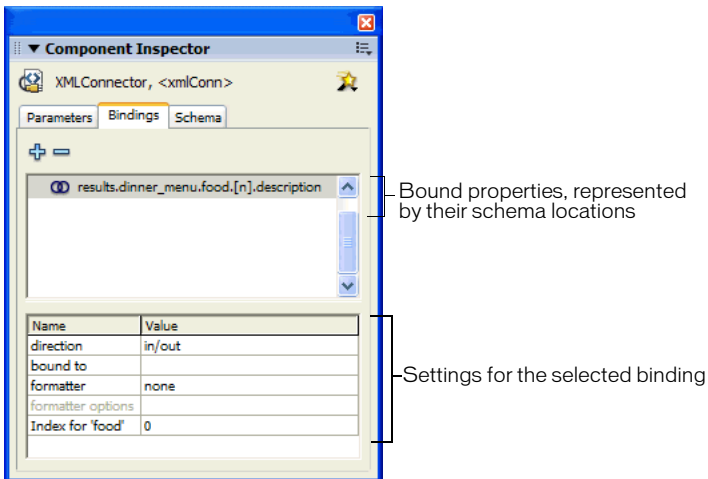 Component Inspector
XMLConnector, <xmlConn>
Parameters Bindings Schema
results.dinner_menu.food.[n].description
Bound properties, represented
by their schema locations
Name Value
direction in/out
bound to
formatter none
formatter options
Index for 'food' 0
Settings for the selected binding